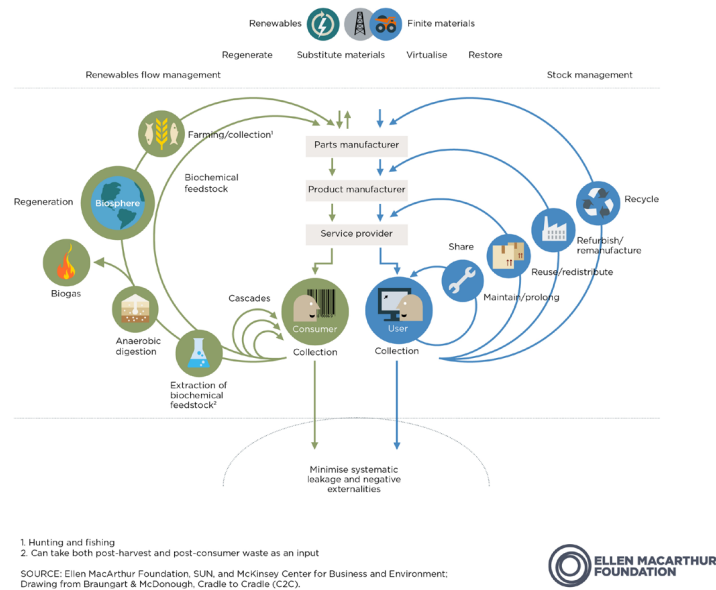 Renewables
Finite materials
Regenerate
Substitute materials
Virtualise
Restore
Renewables flow management
Stock management
Farming/collection¹
Parts manufacturer
Biochemical
feedstock
Product manufacturer
Regeneration
Biosphere
Recycle
Service provider
Refurbish/
remanufacture
Share
Reuse/redistribute
Biogas
Maintain/prolong
Cascades
Consumer
User
Anaerobic
digestion
Collection
Collection
Extraction of
biochemical
feedstock²
Minimise systematic
leakage and negative
externalities
1. Hunting and fishing
2. Can take both post-harvest and post-consumer waste as an input
SOURCE: Ellen MacArthur Foundation, SUN, and McKinsey Center for Business and Environment;
Drawing from Braungart & McDonough, Cradle to Cradle (C2C).
ELLEN MACARTHUR
FOUNDATION